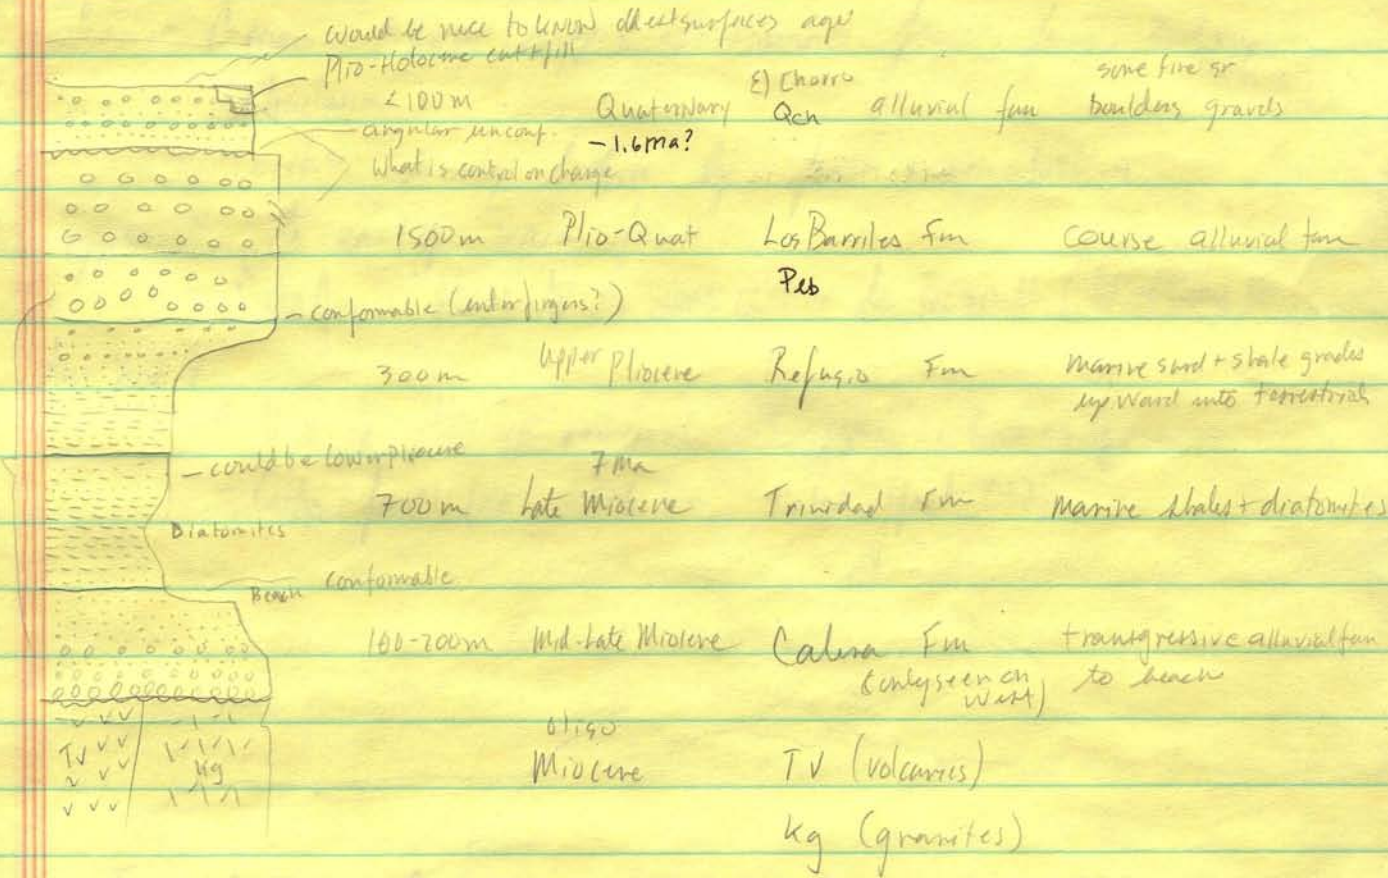 would be nice to know oldest surfaces age
Plio-Holocene cut + fill
<100m Quaternary El Chorro alluvial fan some fine gr
Qch boulders gravels
angular unconf.
-1.6ma?
What is control on change
1500m Plio-Quat Los Barriles Fm course alluvial fan
conformable (interfingers?)
300m Upper Pliocene Refugio Fm marine sand + shale grades
upward into terrestrial
- could be lower pliocene
7 ma
700m Late Miocene Trinidad Fm marine shales + diatomites
Diatomites
Beach conformable
100-200m Mid-Late Miocene Calera Fm transgressive alluvial fan
(only seen on to beach
West)
oligo
Tv Kg Miocene TV (volcanics)
Kg (granites)